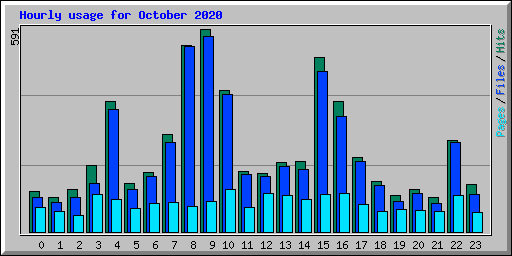 Hourly usage for October 2020
591
Pages / Files / Hits
0 1 2 3 4 5 6 7 8 9 10 11 12 13 14 15 16 17 18 19 20 21 22 23